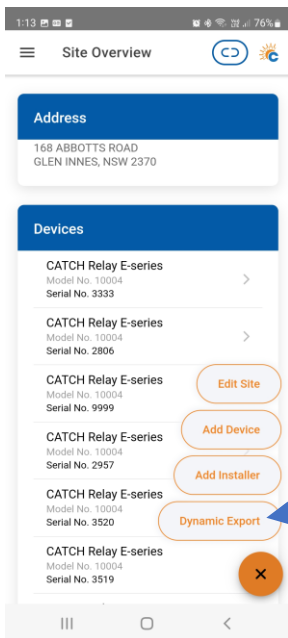 1:13 76%
Site Overview
Address
168 ABBOTTS ROAD
GLEN INNES, NSW 2370
Devices
CATCH Relay E-series
Model No. 10004
Serial No. 3333
CATCH Relay E-series
Model No. 10004
Serial No. 2806
CATCH Relay E-series
Model No. 10004
Serial No. 9999
Edit Site
CATCH Relay E-series
Model No. 10004
Serial No. 2957
Add Device
Add Installer
CATCH Relay E-series
Model No. 10004
Serial No. 3520
Dynamic Export
CATCH Relay E-series
Model No. 10004
Serial No. 3519